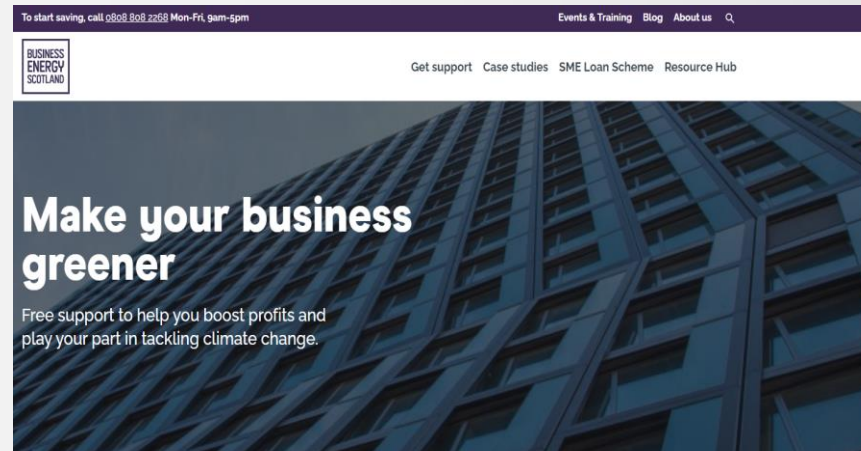 To start saving, call 0808 808 2268 Mon-Fri, 9am-5pm
Events & Training Blog About us
BUSINESS
ENERGY
SCOTLAND
Get support Case studies SME Loan Scheme Resource Hub
Make your business
greener
Free support to help you boost profits and
play your part in tackling climate change.